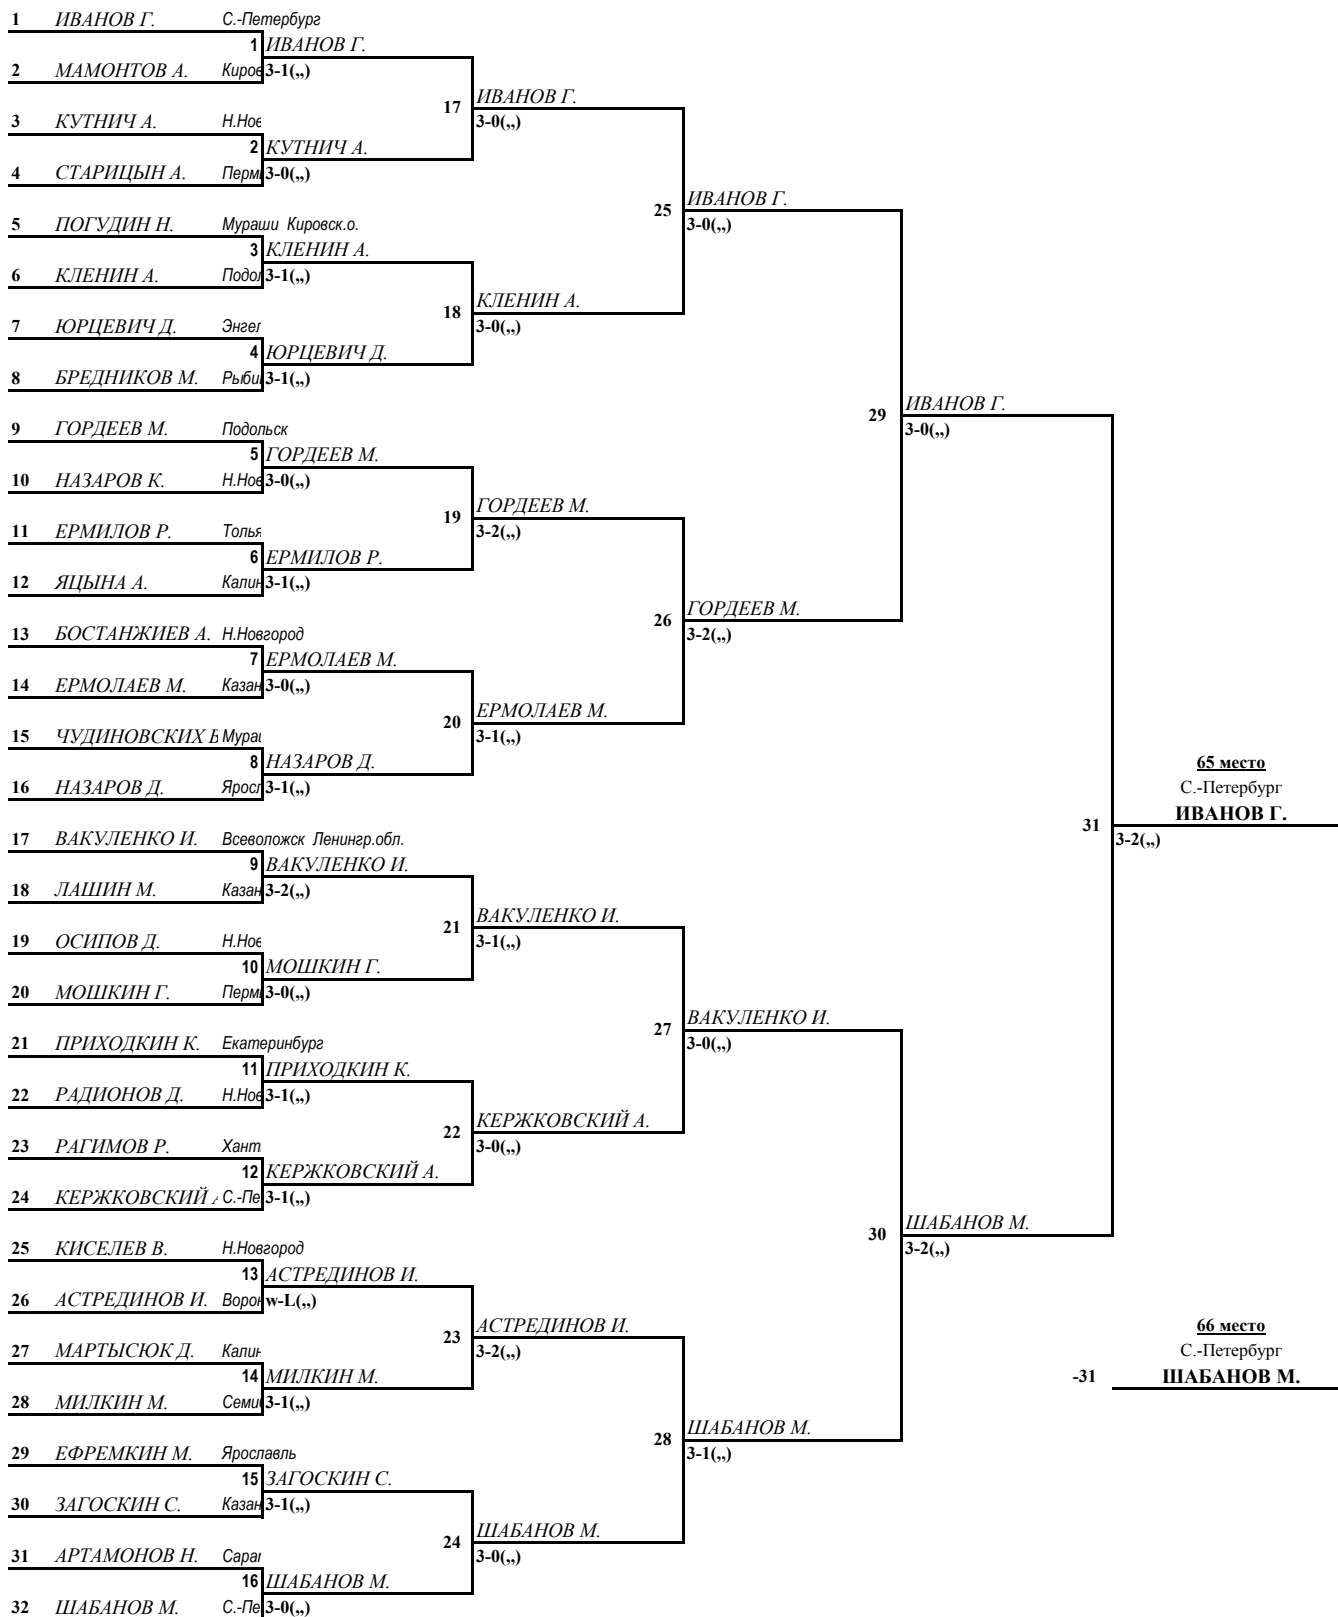 1 ИВАНОВ Г. С.-Петербург
1 ИВАНОВ Г.
2 МАМОНТОВ А. Киров 3-1(,,)
17 ИВАНОВ Г.
3 КУТНИЧ А. Н.Нов 3-0(,,)
2 КУТНИЧ А.
4 СТАРИЦЫН А. Перм 3-0(,,)
25 ИВАНОВ Г.
5 ПОГУДИН Н. Мураши Кировск.о. 3-0(,,)
3 КЛЕНИН А.
6 КЛЕНИН А. Подол 3-1(,,)
18 КЛЕНИН А.
7 ЮРЦЕВИЧ Д. Энгел 3-0(,,)
4 ЮРЦЕВИЧ Д.
8 БРЕДНИКОВ М. Рыби 3-1(,,)
29 ИВАНОВ Г.
9 ГОРДЕЕВ М. Подольск 3-0(,,)
5 ГОРДЕЕВ М.
10 НАЗАРОВ К. Н.Нов 3-0(,,)
19 ГОРДЕЕВ М.
11 ЕРМИЛОВ Р. Толья 3-2(,,)
6 ЕРМИЛОВ Р.
12 ЯЦЫНА А. Калин 3-1(,,)
26 ГОРДЕЕВ М.
13 БОСТАНЖИЕВ А. Н.Новгород 3-2(,,)
7 ЕРМОЛАЕВ М.
14 ЕРМОЛАЕВ М. Казан 3-0(,,)
20 ЕРМОЛАЕВ М.
15 ЧУДИНОВСКИХ В Мура 3-1(,,)
8 НАЗАРОВ Д. 65 место
16 НАЗАРОВ Д. Яросл 3-1(,,) С.-Петербург
31 ИВАНОВ Г.
17 ВАКУЛЕНКО И. Всеволожск Ленингр.обл. 3-2(,,)
9 ВАКУЛЕНКО И.
18 ЛАШИН М. Казан 3-2(,,)
21 ВАКУЛЕНКО И.
19 ОСИПОВ Д. Н.Нов 3-1(,,)
10 МОШКИН Г.
20 МОШКИН Г. Перм 3-0(,,)
27 ВАКУЛЕНКО И.
21 ПРИХОДКИН К. Екатеринбург 3-0(,,)
11 ПРИХОДКИН К.
22 РАДИОНОВ Д. Н.Нов 3-1(,,)
22 КЕРЖКОВСКИЙ А.
23 РАГИМОВ Р. Хант 3-0(,,)
12 КЕРЖКОВСКИЙ А.
24 КЕРЖКОВСКИЙ А С.-Пе 3-1(,,)
30 ШАБАНОВ М.
25 КИСЕЛЕВ В. Н.Новгород 3-2(,,)
13 АСТРЕДИНОВ И.
26 АСТРЕДИНОВ И. Ворон w-L(,,)
23 АСТРЕДИНОВ И. 66 место
27 МАРТЫСЮК Д. Калин 3-2(,,) С.-Петербург
14 МИЛКИН М. -31 ШАБАНОВ М.
28 МИЛКИН М. Семи 3-1(,,)
28 ШАБАНОВ М.
29 ЕФРЕМКИН М. Ярославль 3-1(,,)
15 ЗАГОСКИН С.
30 ЗАГОСКИН С. Казан 3-1(,,)
24 ШАБАНОВ М.
31 АРТАМОНОВ Н. Сара 3-0(,,)
16 ШАБАНОВ М.
32 ШАБАНОВ М. С.-Пе 3-0(,,)